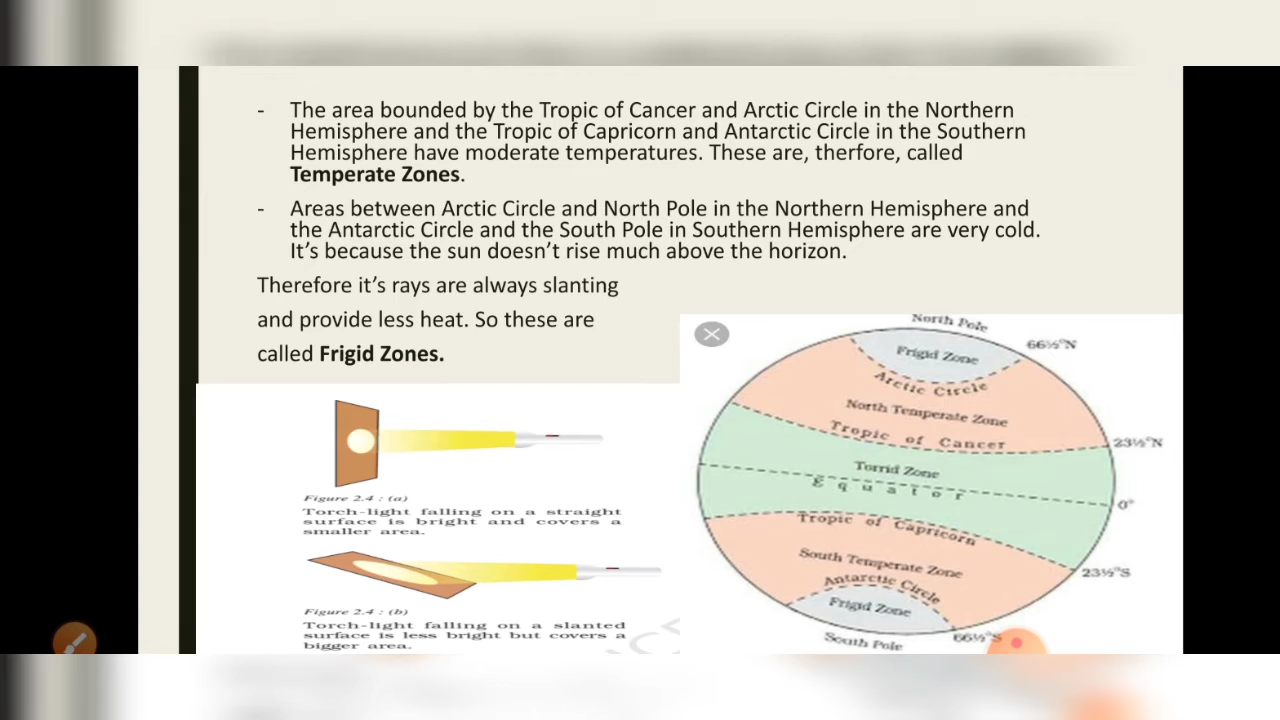 - The area bounded by the Tropic of Cancer and Arctic Circle in the Northern
Hemisphere and the Tropic of Capricorn and Antarctic Circle in the Southern
Hemisphere have moderate temperatures. These are, therfore, called
Temperate Zones.
- Areas between Arctic Circle and North Pole in the Northern Hemisphere and
the Antarctic Circle and the South Pole in Southern Hemisphere are very cold.
It's because the sun doesn't rise much above the horizon.
Therefore it's rays are always slanting
and provide less heat. So these are
called Frigid Zones.
Figure 2.4 : (a)
Torch-light falling on a straight
surface is bright and covers a
smaller area.
Figure 2.4 : (b)
Torch-light falling on a slanted
surface is less bright but covers a
bigger area.
North Pole
66½°N
Frigid Zone
Arctic Circle
North Temperate Zone
Tropic of Cancer
23½°N
Torrid Zone
Equator
0°
Tropic of Capricorn
South Temperate Zone
23½°S
Antarctic Circle
Frigid Zone
66½°S
South Pole